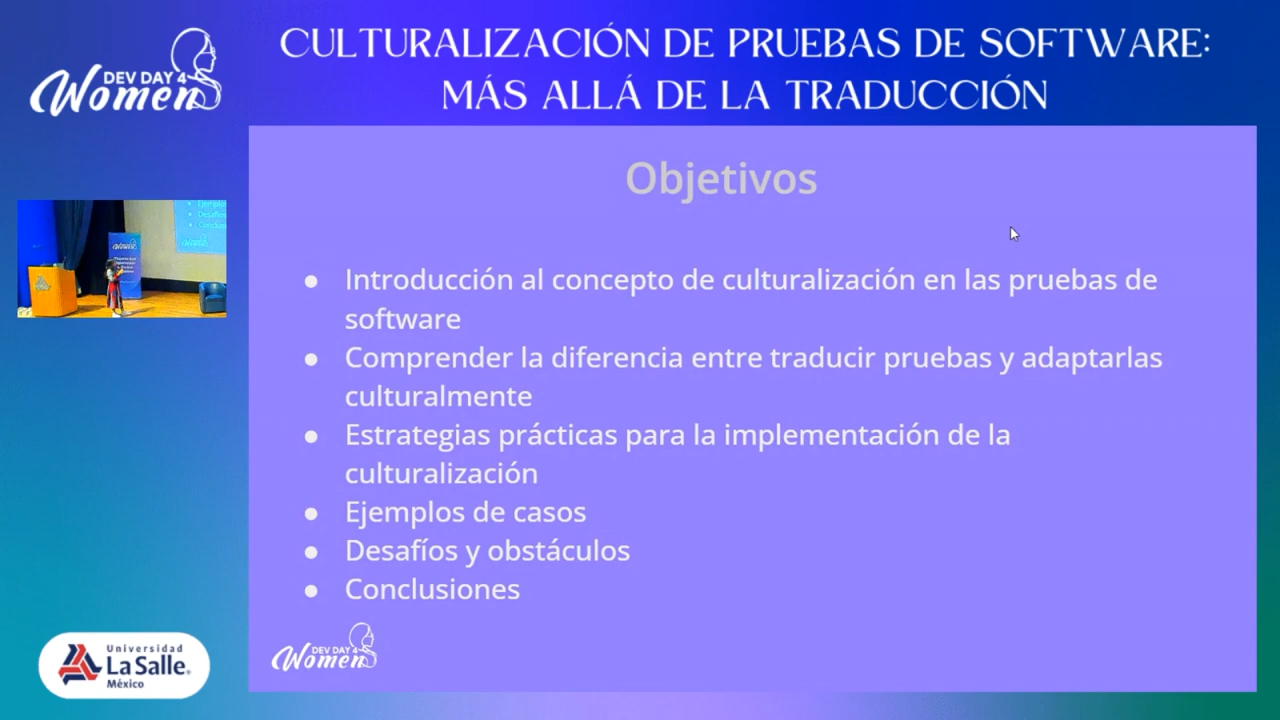 DEV DAY 4
Women
CULTURALIZACIÓN DE PRUEBAS DE SOFTWARE:
MÁS ALLÁ DE LA TRADUCCIÓN
Objetivos
● Introducción al concepto de culturalización en las pruebas de
software
● Comprender la diferencia entre traducir pruebas y adaptarlas
culturalmente
● Estrategias prácticas para la implementación de la
culturalización
● Ejemplos de casos
● Desafíos y obstáculos
● Conclusiones
DEV DAY 4
Women
Universidad
La Salle
México